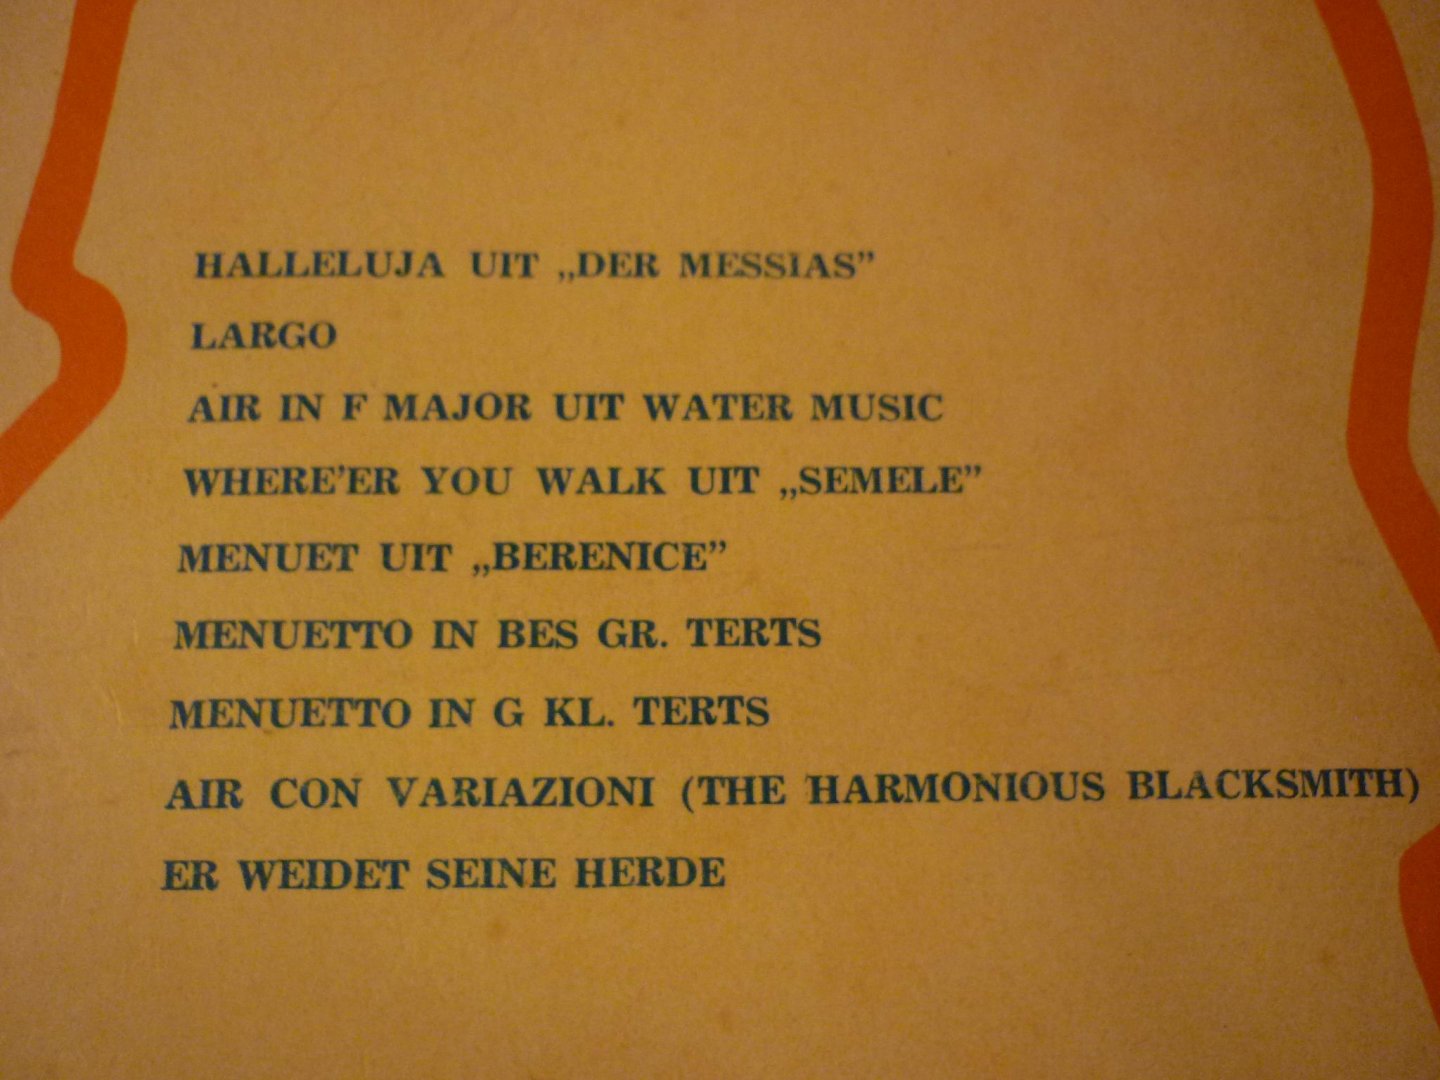 HALLELUJA UIT „DER MESSIAS”
LARGO
AIR IN F MAJOR UIT WATER MUSIC
WHERE'ER YOU WALK UIT „SEMELE”
MENUET UIT „BERENICE”
MENUETTO IN BES GR. TERTS
MENUETTO IN G KL. TERTS
AIR CON VARIAZIONI (THE HARMONIOUS BLACKSMITH)
ER WEIDET SEINE HERDE